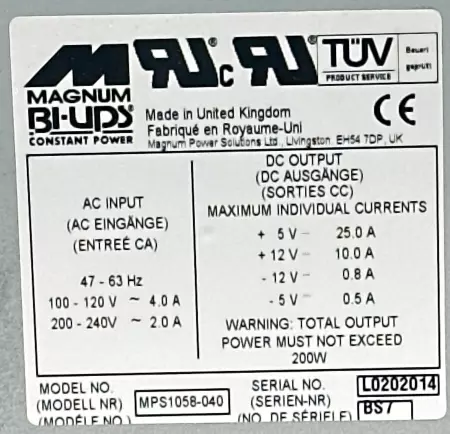 MAGNUM
BI-UPS
CONSTANT POWER
c
TÜV
PRODUCT SERVICE
Bauart
geprüft
CE
Made in United Kingdom
Fabriqué en Royaume-Uni
Magnum Power Solutions Ltd., Livingston. EH54 7DP, UK
AC INPUT
(AC EINGÄNGE)
(ENTREÉ CA)
47 - 63 Hz
100 - 120 V ~ 4.0 A
200 - 240V ~ 2.0 A
DC OUTPUT
(DC AUSGÄNGE)
(SORTIES CC)
MAXIMUM INDIVIDUAL CURRENTS
+ 5 V 25.0 A
+ 12 V 10.0 A
- 12 V 0.8 A
- 5 V 0.5 A
WARNING: TOTAL OUTPUT
POWER MUST NOT EXCEED
200W
MODEL NO.
(MODELL NR)
(MODÉLE NO.)
MPS1058-040
SERIAL NO.
(SERIEN-NR)
(NO. DE SÉRIELE)
L0202014
BS7